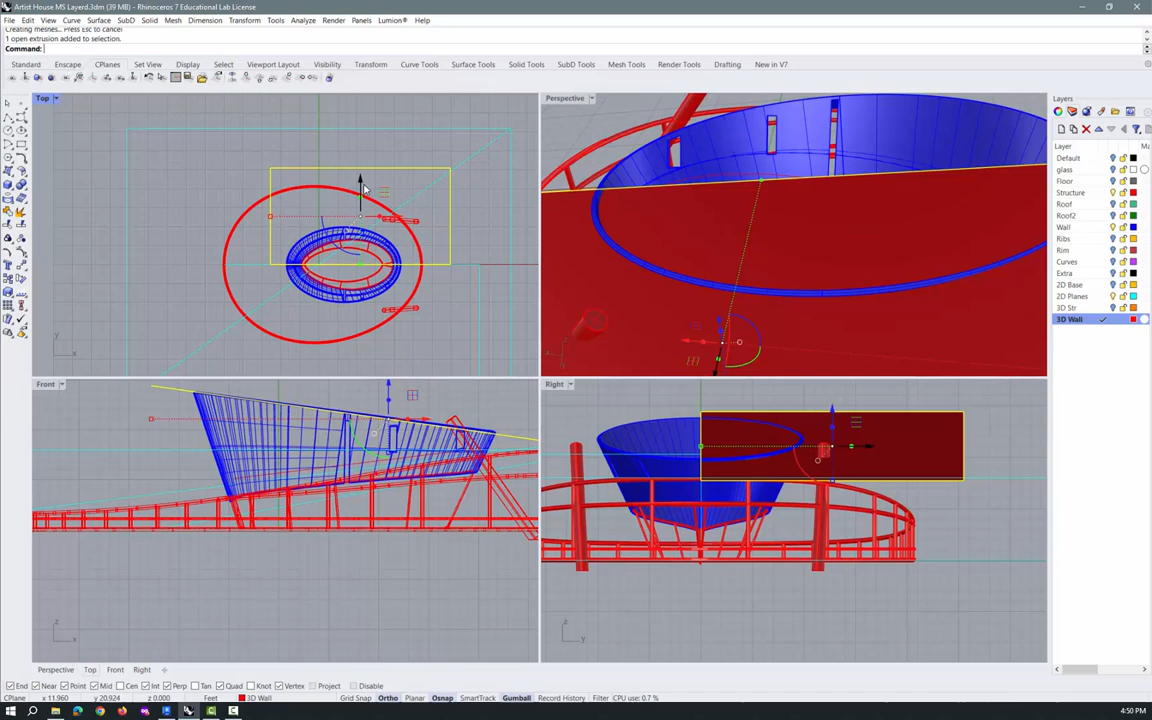 Artist House MS Layerd.3dm (39 MB) - Rhinoceros 7 Educational Lab License
File Edit View Curve Surface SubD Solid Mesh Dimension Transform Tools Analyze Render Panels Lumion® Help
Creating meshes... Press Esc to cancel
1 open extrusion added to selection.
Command:
Standard Enscape CPlanes Set View Display Select Viewport Layout Visibility Transform Curve Tools Surface Tools Solid Tools SubD Tools Mesh Tools Render Tools Drafting New in V7
Top
Perspective
Layers
Layer
Default
glass
Floor
Structure
Roof
Roof2
Wall
Ribs
Rim
Curves
Extra
2D Base
2D Planes
3D Str
3D Wall
y
x
Front
Right
z
x
z
y
Perspective Top Front Right
End Near Point Mid Cen Int Perp Tan Quad Knot Vertex Project Disable
CPlane x 11.960 y 20.924 z 0.000 Feet 3D Wall Grid Snap Ortho Planar Osnap SmartTrack Gumball Record History Filter CPU use: 0.7 %
4:50 PM